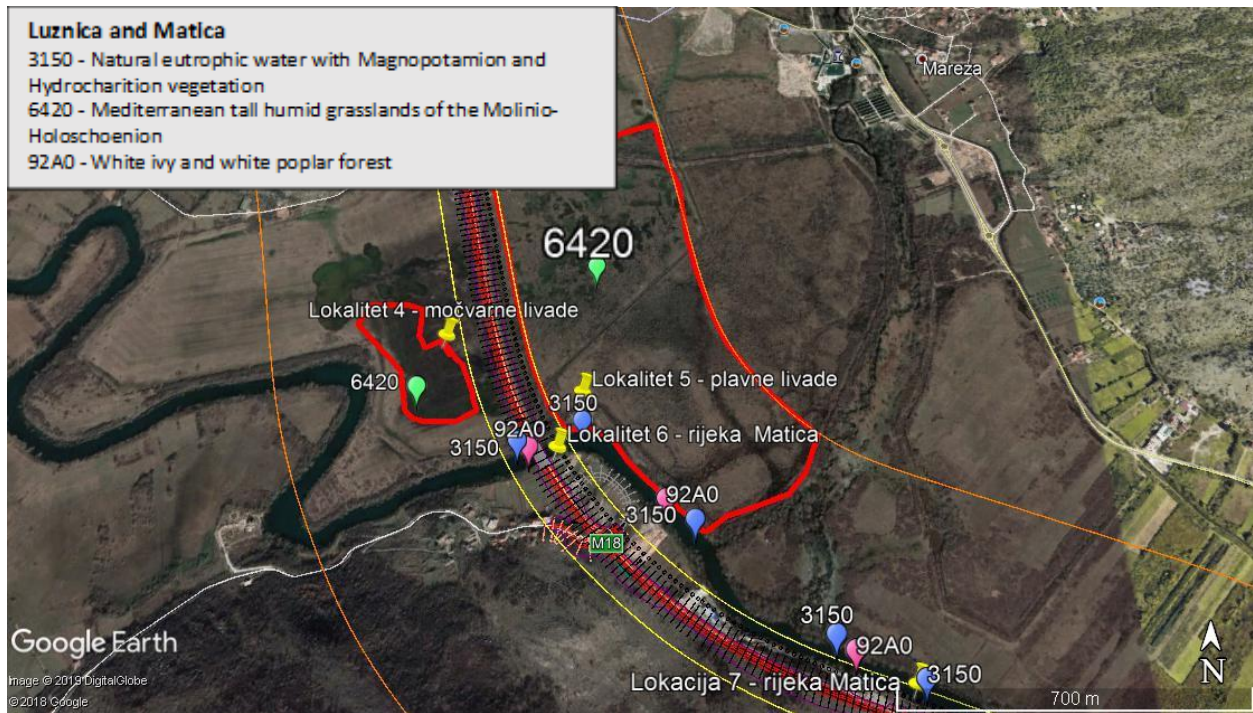 Luznica and Matica
3150 - Natural eutrophic water with Magnopotamion and
Hydrocharition vegetation
6420 - Mediterranean tall humid grasslands of the Molinio-
Holoschoenion
92A0 - White ivy and white poplar forest
Mareza
6420
Lokalitet 4 - močvarne livade
6420
Lokalitet 5 - plavne livade
3150
92A0
3150
Lokalitet 6 - rijeka Matica
92A0
3150
M18
3150
92A0
3150
Lokacija 7 - rijeka Matica
Google Earth
Image © 2019 DigitalGlobe
© 2018 Google
N
700 m